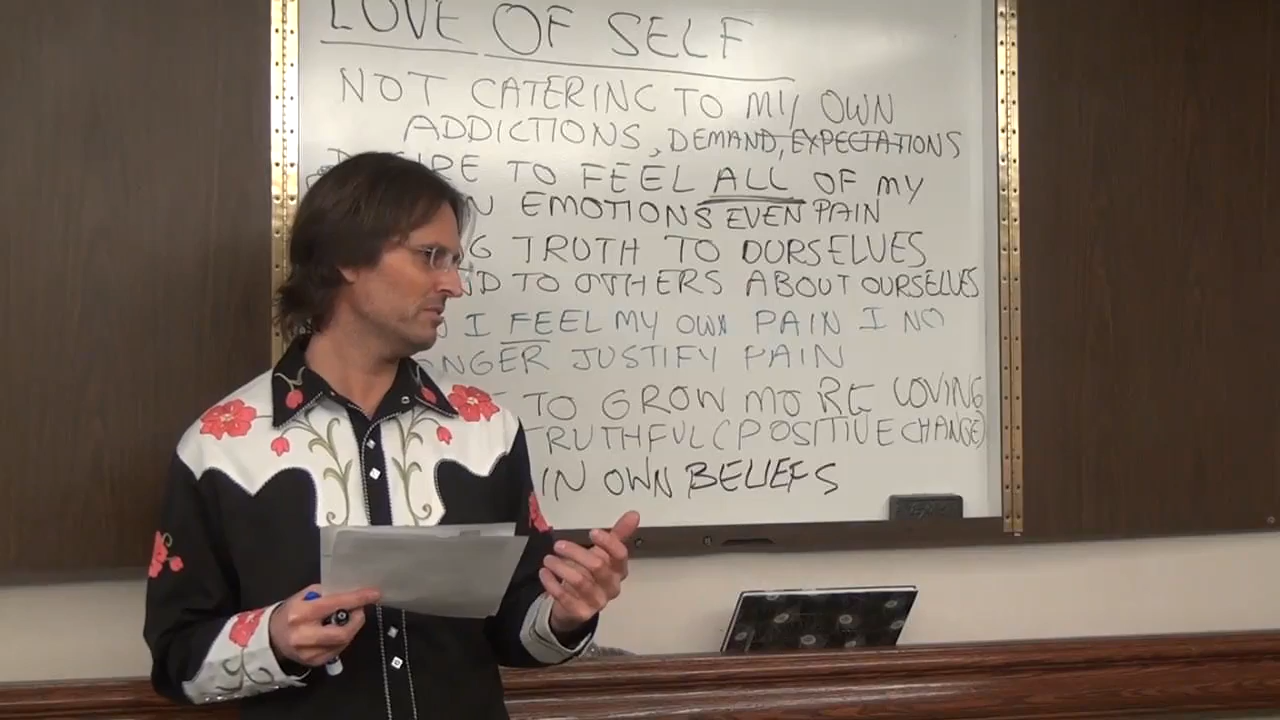 LOVE OF SELF
NOT CATERING TO MY OWN
ADDICTIONS, DEMAND, EXPECTATIONS
TO FEEL ALL OF MY
EMOTIONS EVEN PAIN
TRUTH TO OURSELVES
TO OTHERS ABOUT OURSELVES
I FEEL MY OWN PAIN I NO
JUSTIFY PAIN
TO GROW MORE LOVING
TRUTHFUL (POSITIVE CHANGE)
IN OWN BELIEFS